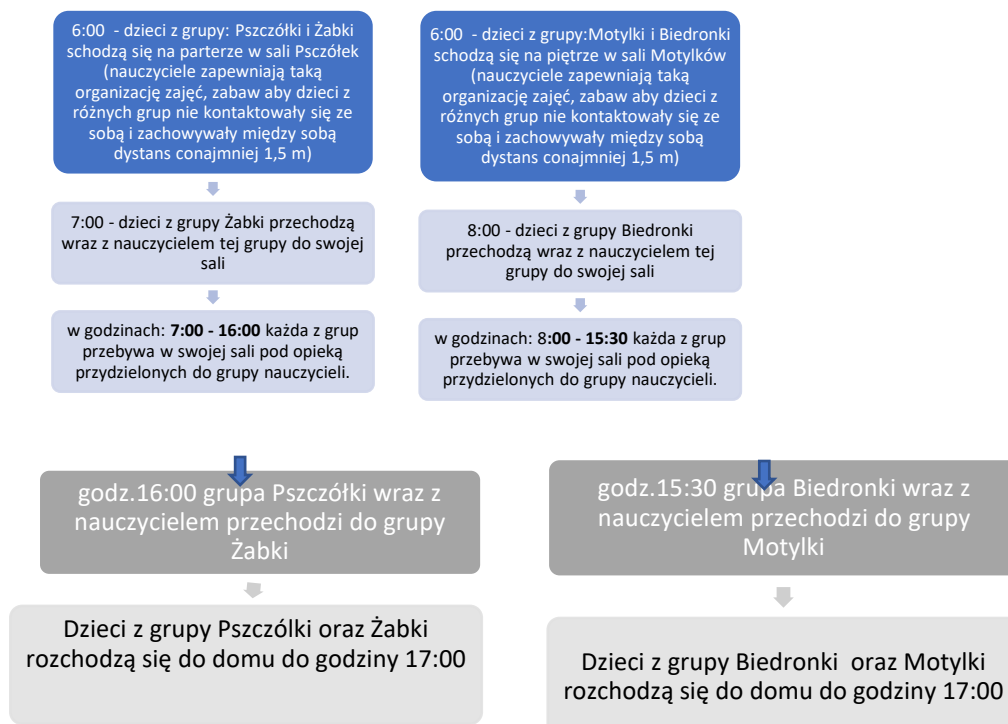 6:00 - dzieci z grupy: Pszczółki i Żabki
schodzą się na parterze w sali Psczółek
(nauczyciele zapewniają taką
organizację zajęć, zabaw aby dzieci z
różnych grup nie kontaktowały się ze
sobą i zachowywały między sobą
dystans conajmniej 1,5 m)
7:00 - dzieci z grupy Żabki przechodzą
wraz z nauczycielem tej grupy do swojej
sali
w godzinach: 7:00 - 16:00 każda z grup
przebywa w swojej sali pod opieką
przydzielonych do grupy nauczycieli.
6:00 - dzieci z grupy:Motylki i Biedronki
schodzą się na piętrze w sali Motylków
(nauczyciele zapewniają taką
organizację zajęć, zabaw aby dzieci z
różnych grup nie kontaktowały się ze
sobą i zachowywały między sobą
dystans conajmniej 1,5 m)
8:00 - dzieci z grupy Biedronki
przechodzą wraz z nauczycielem tej
grupy do swojej sali
w godzinach: 8:00 - 15:30 każda z grup
przebywa w swojej sali pod opieką
przydzielonych do grupy nauczycieli.
godz.16:00 grupa Pszczółki wraz z
nauczycielem przechodzi do grupy
Żabki
Dzieci z grupy Pszczólki oraz Żabki
rozchodzą się do domu do godziny 17:00
godz.15:30 grupa Biedronki wraz z
nauczycielem przechodzi do grupy
Motylki
Dzieci z grupy Biedronki oraz Motylki
rozchodzą się do domu do godziny 17:00